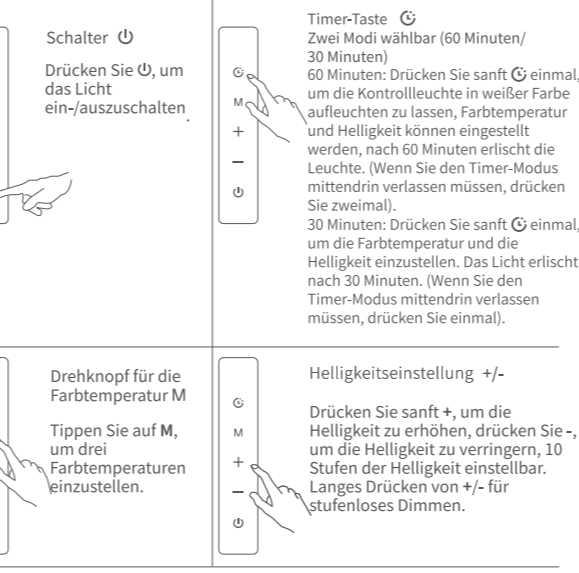 Schalter ⏻
Drücken Sie ⏻, um
das Licht
ein-/auszuschalten
.
M
+
–
⏻
Timer-Taste
Zwei Modi wählbar (60 Minuten/
30 Minuten)
60 Minuten: Drücken Sie sanft einmal,
um die Kontrollleuchte in weißer Farbe
aufleuchten zu lassen, Farbtemperatur
und Helligkeit können eingestellt
werden, nach 60 Minuten erlischt die
Leuchte. (Wenn Sie den Timer-Modus
mittendrin verlassen müssen, drücken
Sie zweimal).
30 Minuten: Drücken Sie sanft einmal,
um die Farbtemperatur und die
Helligkeit einzustellen. Das Licht erlischt
nach 30 Minuten. (Wenn Sie den
Timer-Modus mittendrin verlassen
müssen, drücken Sie einmal).
Drehknopf für die
Farbtemperatur M
Tippen Sie auf M,
um drei
Farbtemperaturen
einzustellen.
M
+
–
⏻
Helligkeitseinstellung +/-
Drücken Sie sanft +, um die
Helligkeit zu erhöhen, drücken Sie -,
um die Helligkeit zu verringern, 10
Stufen der Helligkeit einstellbar.
Langes Drücken von +/- für
stufenloses Dimmen.